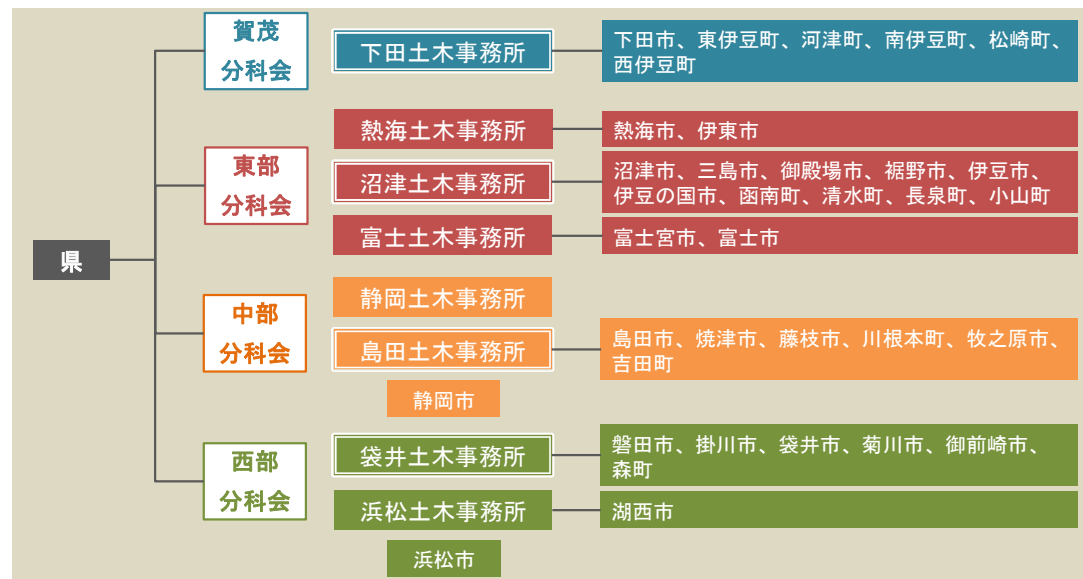 県
賀茂
分科会
下田土木事務所
下田市、東伊豆町、河津町、南伊豆町、松崎町、
西伊豆町
東部
分科会
熱海土木事務所
熱海市、伊東市
沼津土木事務所
沼津市、三島市、御殿場市、裾野市、伊豆市、
伊豆の国市、函南町、清水町、長泉町、小山町
富士土木事務所
富士宮市、富士市
中部
分科会
静岡土木事務所
島田土木事務所
島田市、焼津市、藤枝市、川根本町、牧之原市、
吉田町
静岡市
西部
分科会
袋井土木事務所
磐田市、掛川市、袋井市、菊川市、御前崎市、
森町
浜松土木事務所
湖西市
浜松市